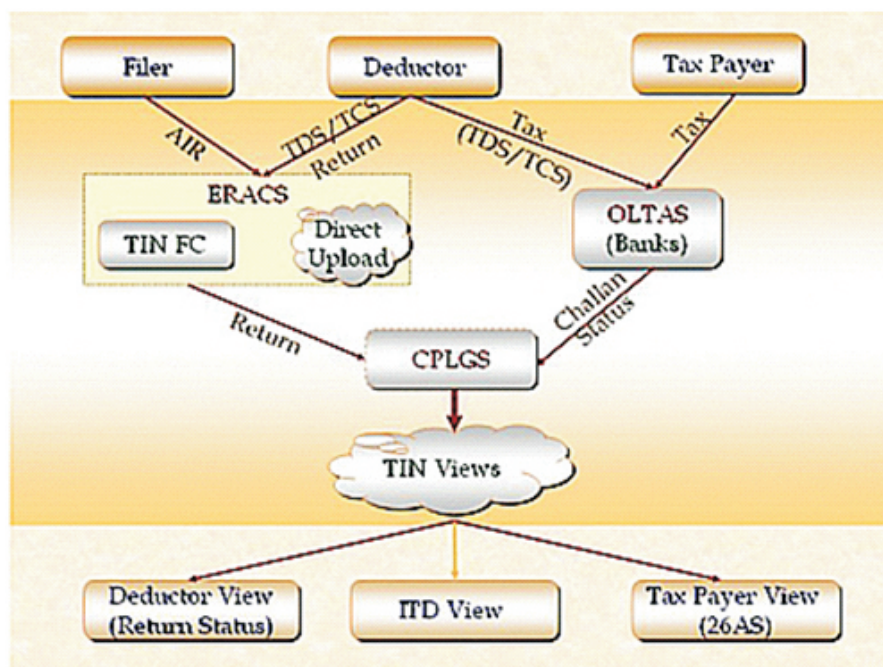 Filer
Deductor
Tax Payer
AIR
TDS/TCS
Return
Tax
(TDS/TCS)
Tax
ERACS
TIN FC
Direct
Upload
OLTAS
(Banks)
Return
Challan
Status
CPLGS
TIN Views
Deductor View
(Return Status)
ITD View
Tax Payer View
(26AS)